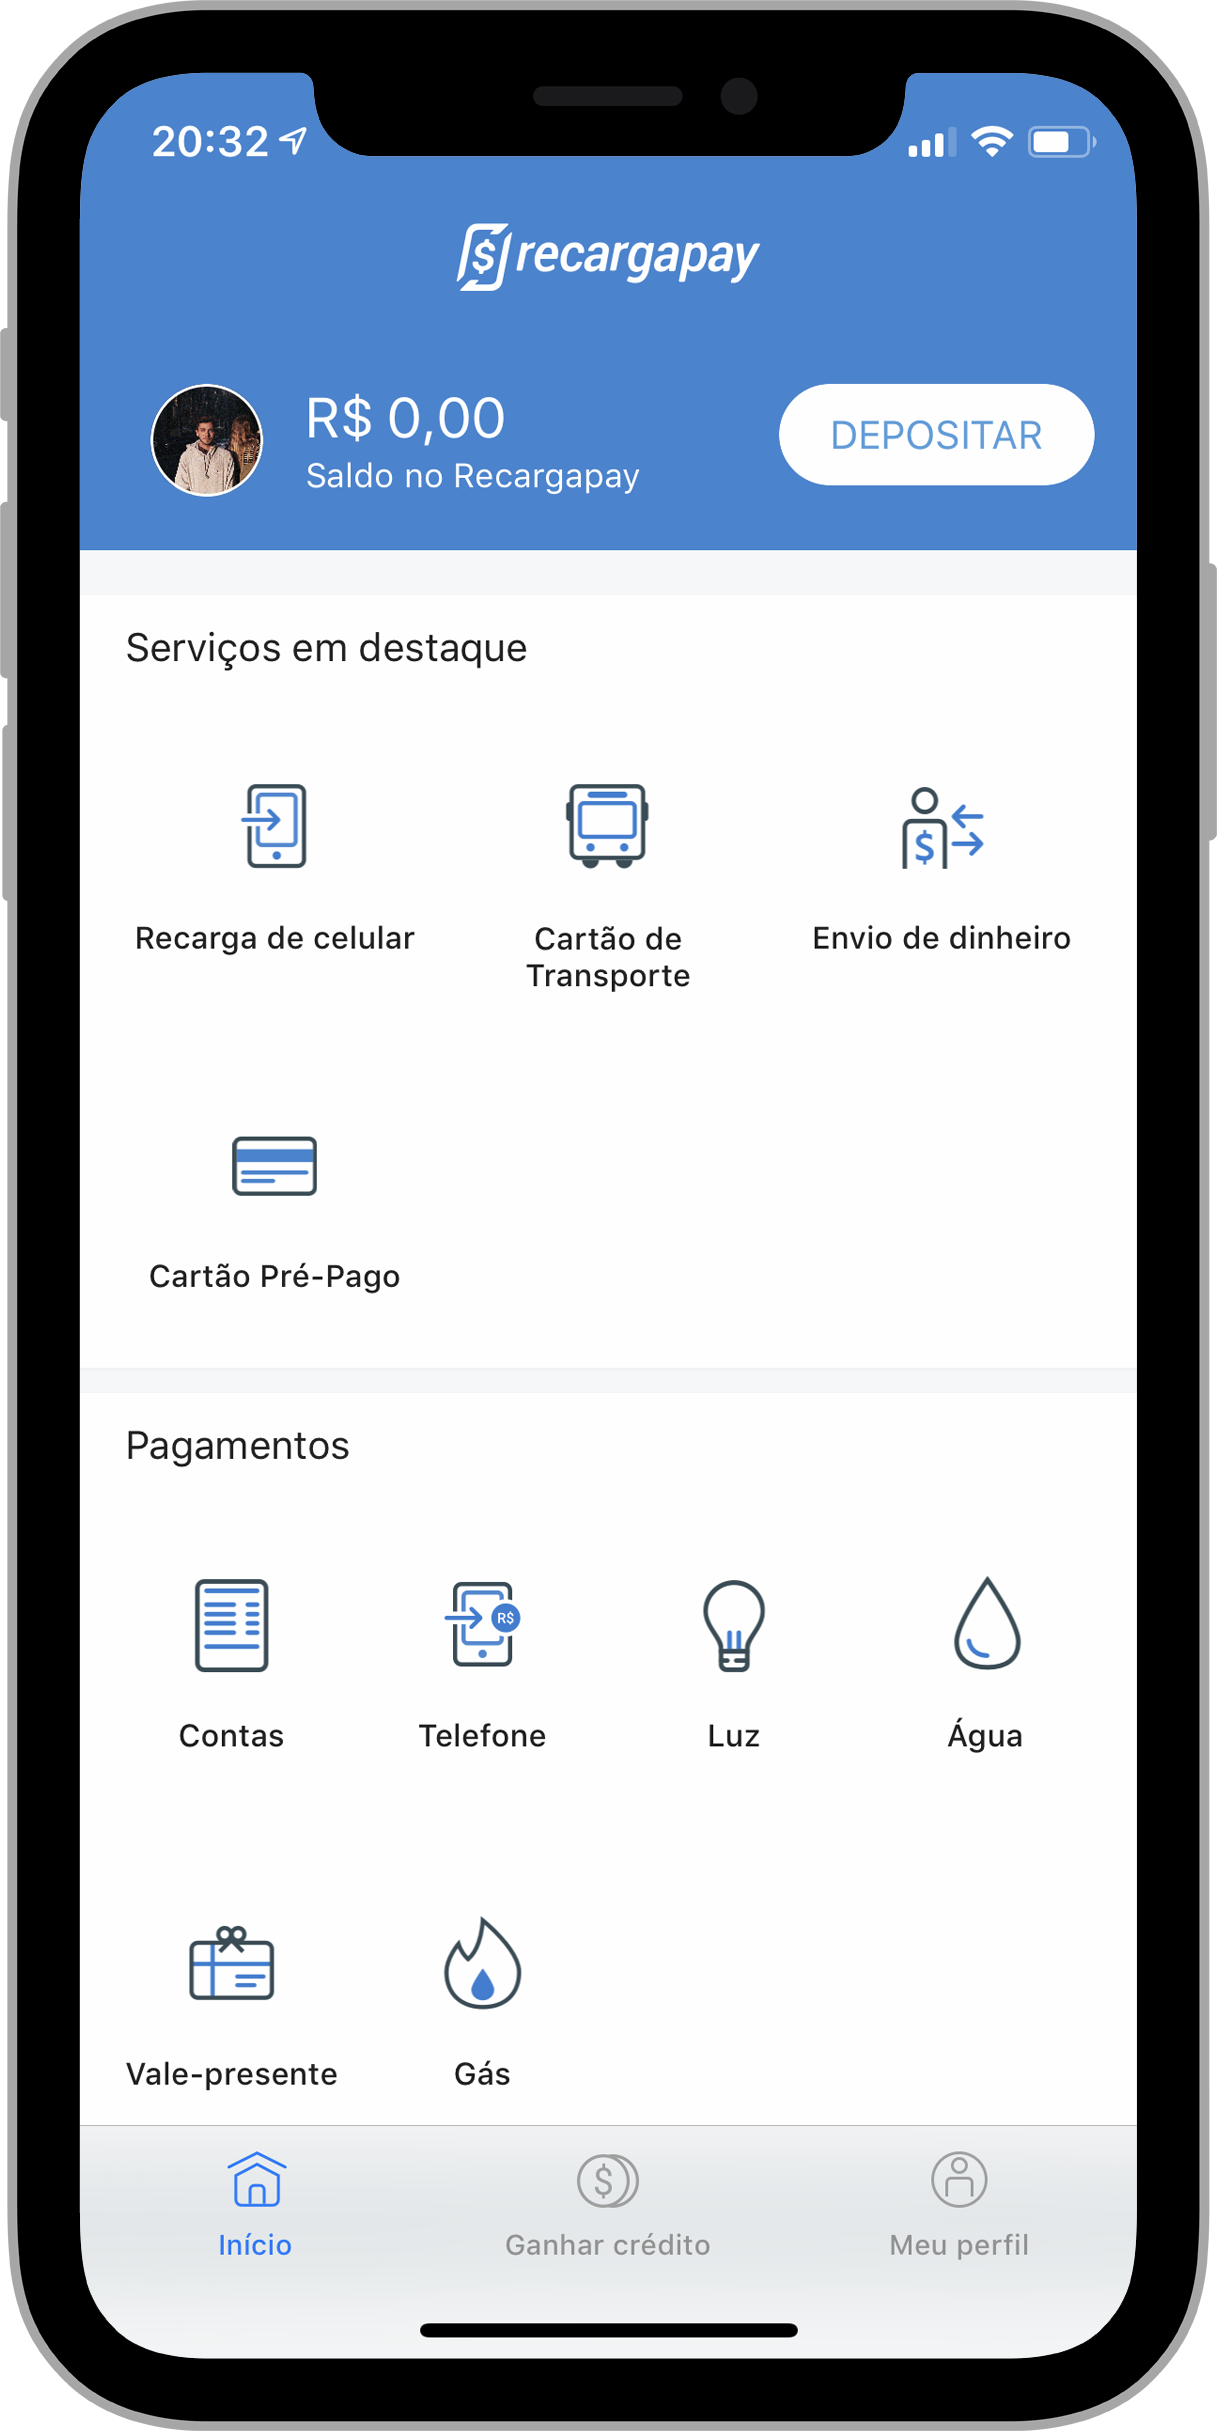 20:32
recargapay
R$ 0,00
Saldo no Recargapay
DEPOSITAR
Serviços em destaque
Recarga de celular
Cartão de
Transporte
Envio de dinheiro
Cartão Pré-Pago
Pagamentos
R$
Contas
Telefone
Luz
Água
Vale-presente
Gás
Início
Ganhar crédito
Meu perfil